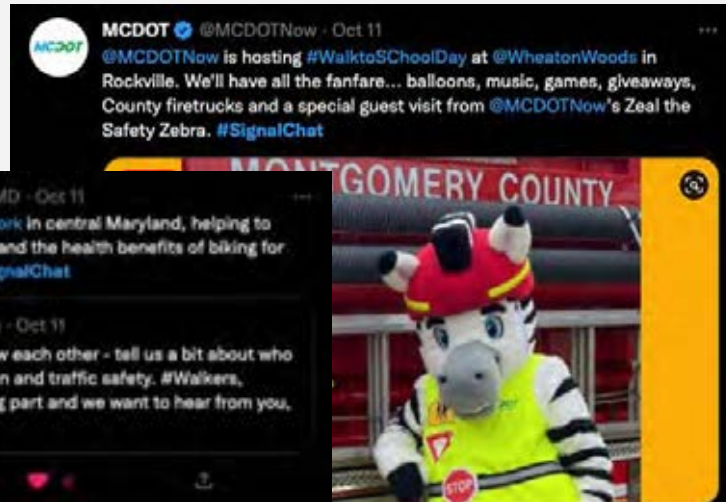 MCDOT @MCDOTNow · Oct 11
@MCDOTNow is hosting #WalktoSChoolDay at @WheatonWoods in
Rockville. We'll have all the fanfare... balloons, music, games, giveaways,
County firetrucks and a special guest visit from @MCDOTNow's Zeal the
Safety Zebra. #SignalChat
MCDOT
MONTGOMERY COUNTY
STOP
MD · Oct 11
ork in central Maryland, helping to
and the health benefits of biking for
gnalChat
· Oct 11
w each other - tell us a bit about who
n and traffic safety. #Walkers,
g part and we want to hear from you,